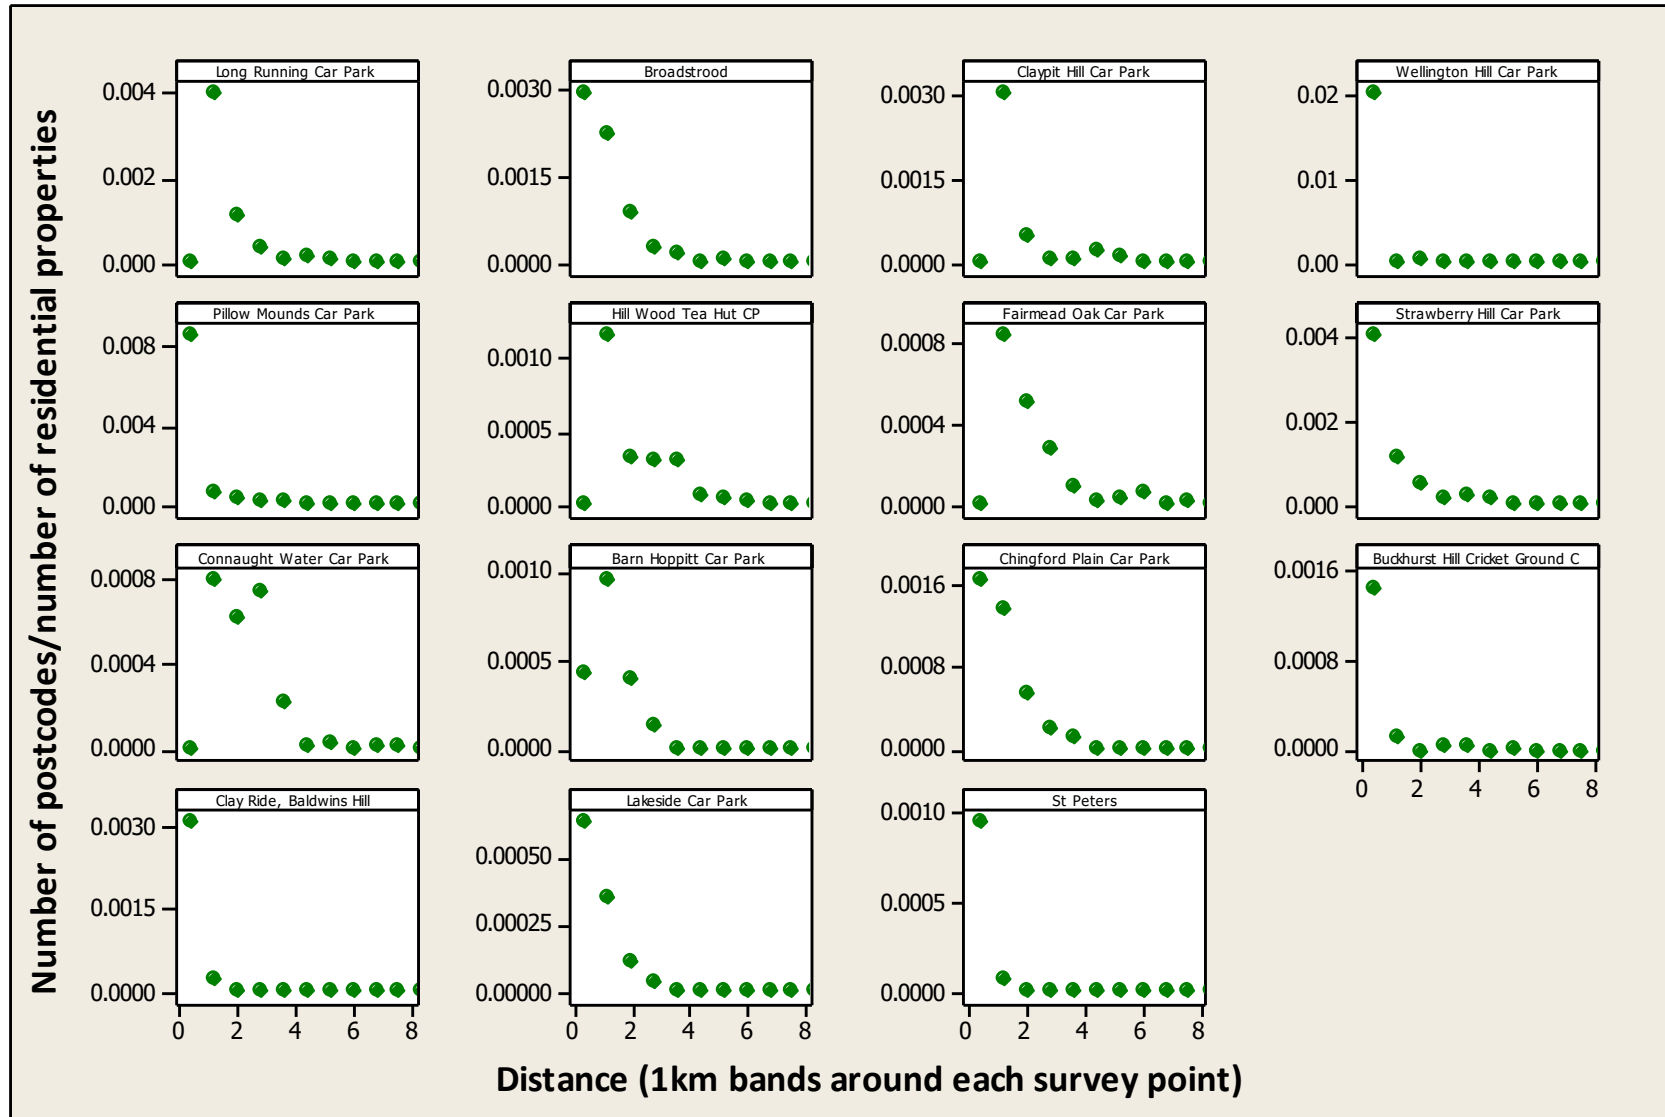 Number of postcodes/number of residential properties
Long Running Car Park
0.004
0.002
0.000
Broadstrood
0.0030
0.0015
0.0000
Claypit Hill Car Park
0.0030
0.0015
0.0000
Wellington Hill Car Park
0.02
0.01
0.00
Pillow Mounds Car Park
0.008
0.004
0.000
Hill Wood Tea Hut CP
0.0010
0.0005
0.0000
Fairmead Oak Car Park
0.0008
0.0004
0.0000
Strawberry Hill Car Park
0.004
0.002
0.000
Connaught Water Car Park
0.0008
0.0004
0.0000
Barn Hoppitt Car Park
0.0010
0.0005
0.0000
Chingford Plain Car Park
0.0016
0.0008
0.0000
Buckhurst Hill Cricket Ground C
0.0016
0.0008
0.0000
0 2 4 6 8
Clay Ride, Baldwins Hill
0.0030
0.0015
0.0000
0 2 4 6 8
Lakeside Car Park
0.00050
0.00025
0.00000
0 2 4 6 8
St Peters
0.0010
0.0005
0.0000
0 2 4 6 8
Distance (1km bands around each survey point)